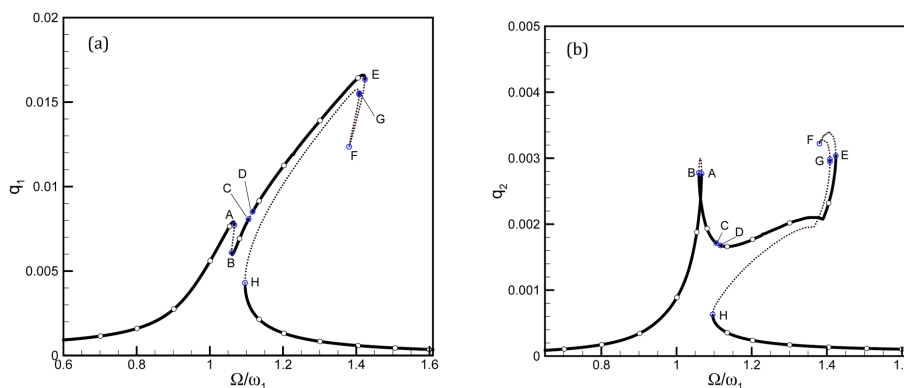 (a)
0.02
0.015
0.01
0.005
0
q1
0.6 0.8 1 1.2 1.4 1.6
Ω/ω1
A
B
C
D
E
F
G
H
(b)
0.005
0.004
0.003
0.002
0.001
0
q2
0.8 1 1.2 1.4 1.6
Ω/ω1
B A
C
D
F
G E
H